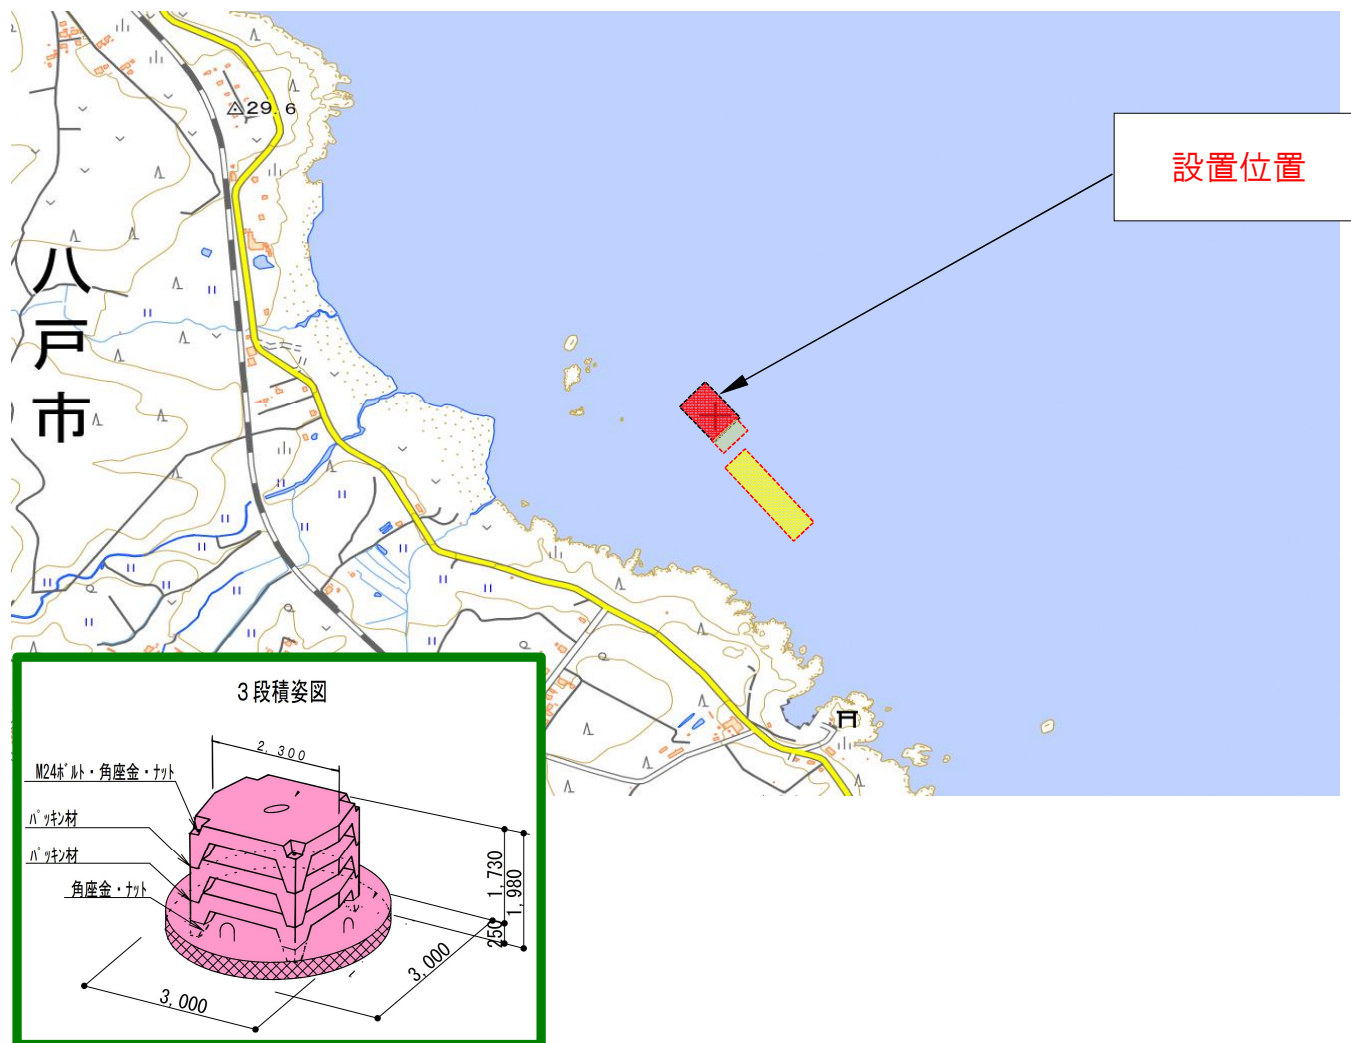 29.6
設置位置
八戸市
3段積姿図
2,300
M24ボルト・角座金・ナット
パッキン材
パッキン材
角座金・ナット
1,730
1,980
250
3,000
3,000